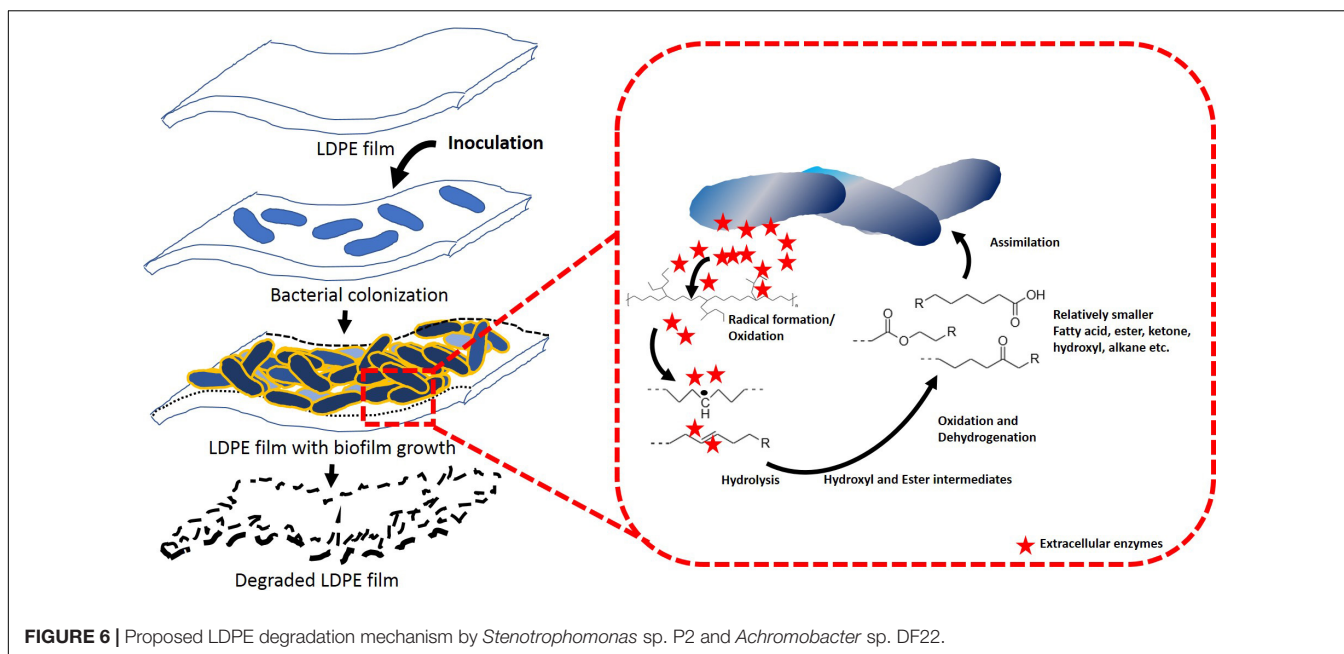 LDPE film
Inoculation
Bacterial colonization
LDPE film with biofilm growth
Degraded LDPE film
n
Radical formation/
Oxidation
C
H
R
Hydrolysis
Hydroxyl and Ester intermediates
Oxidation and
Dehydrogenation
O
O
R
R
OH
O
O
R
Relatively smaller
Fatty acid, ester, ketone,
hydroxyl, alkane etc.
Assimilation
Extracellular enzymes
FIGURE 6 | Proposed LDPE degradation mechanism by Stenotrophomonas sp. P2 and Achromobacter sp. DF22.